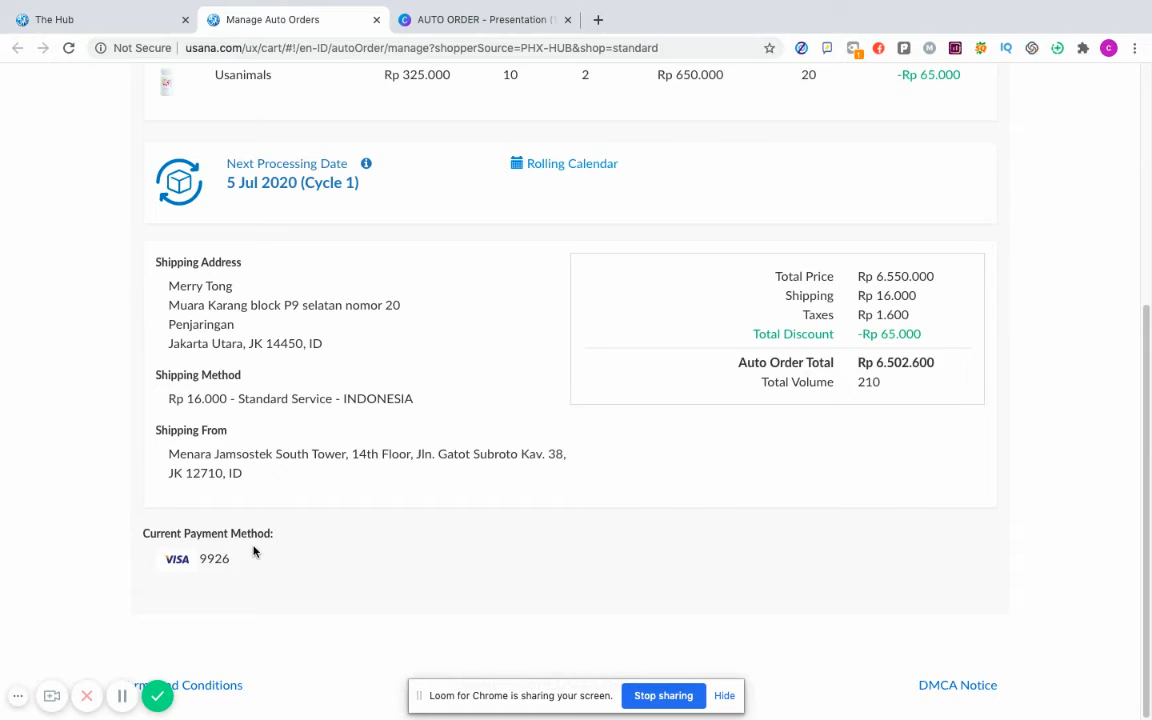 The Hub
Manage Auto Orders
AUTO ORDER - Presentation (
Not Secure usana.com/ux/cart/#!/en-ID/autoOrder/manage?shopperSource=PHX-HUB&shop=standard
Usanimals Rp 325.000 10 2 Rp 650.000 20 -Rp 65.000
Next Processing Date
5 Jul 2020 (Cycle 1)
Rolling Calendar
Shipping Address
Merry Tong
Muara Karang block P9 selatan nomor 20
Penjaringan
Jakarta Utara, JK 14450, ID
Shipping Method
Rp 16.000 - Standard Service - INDONESIA
Shipping From
Menara Jamsostek South Tower, 14th Floor, Jln. Gatot Subroto Kav. 38,
JK 12710, ID
Total Price Rp 6.550.000
Shipping Rp 16.000
Taxes Rp 1.600
Total Discount -Rp 65.000
Auto Order Total Rp 6.502.600
Total Volume 210
Current Payment Method:
VISA 9926
Conditions
DMCA Notice
Loom for Chrome is sharing your screen. Stop sharing Hide